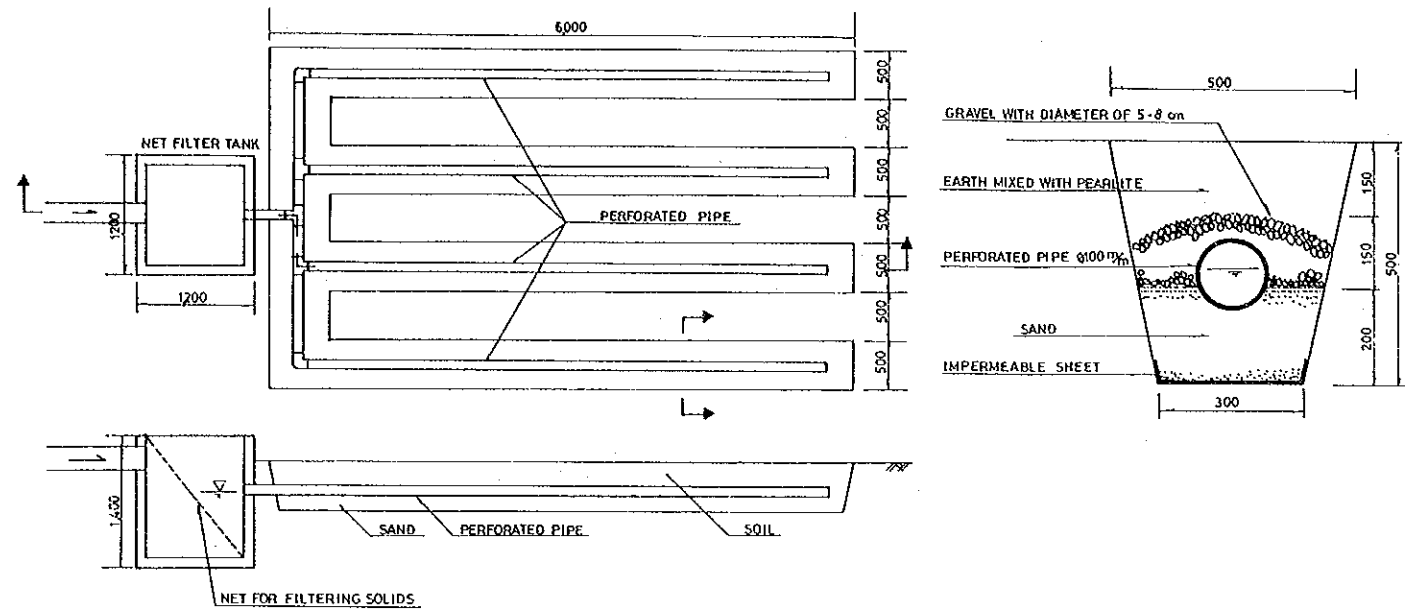 6000
NET FILTER TANK
1200
1200
PERFORATED PIPE
500
500
500
500
500
500
500
1400
SAND
PERFORATED PIPE
SOIL
NET FOR FILTERING SOLIDS
500
GRAVEL WITH DIAMETER OF 5-8 cm
EARTH MIXED WITH PEARLITE
PERFORATED PIPE φ100 m/m
SAND
IMPERMEABLE SHEET
300
150
150
200
500